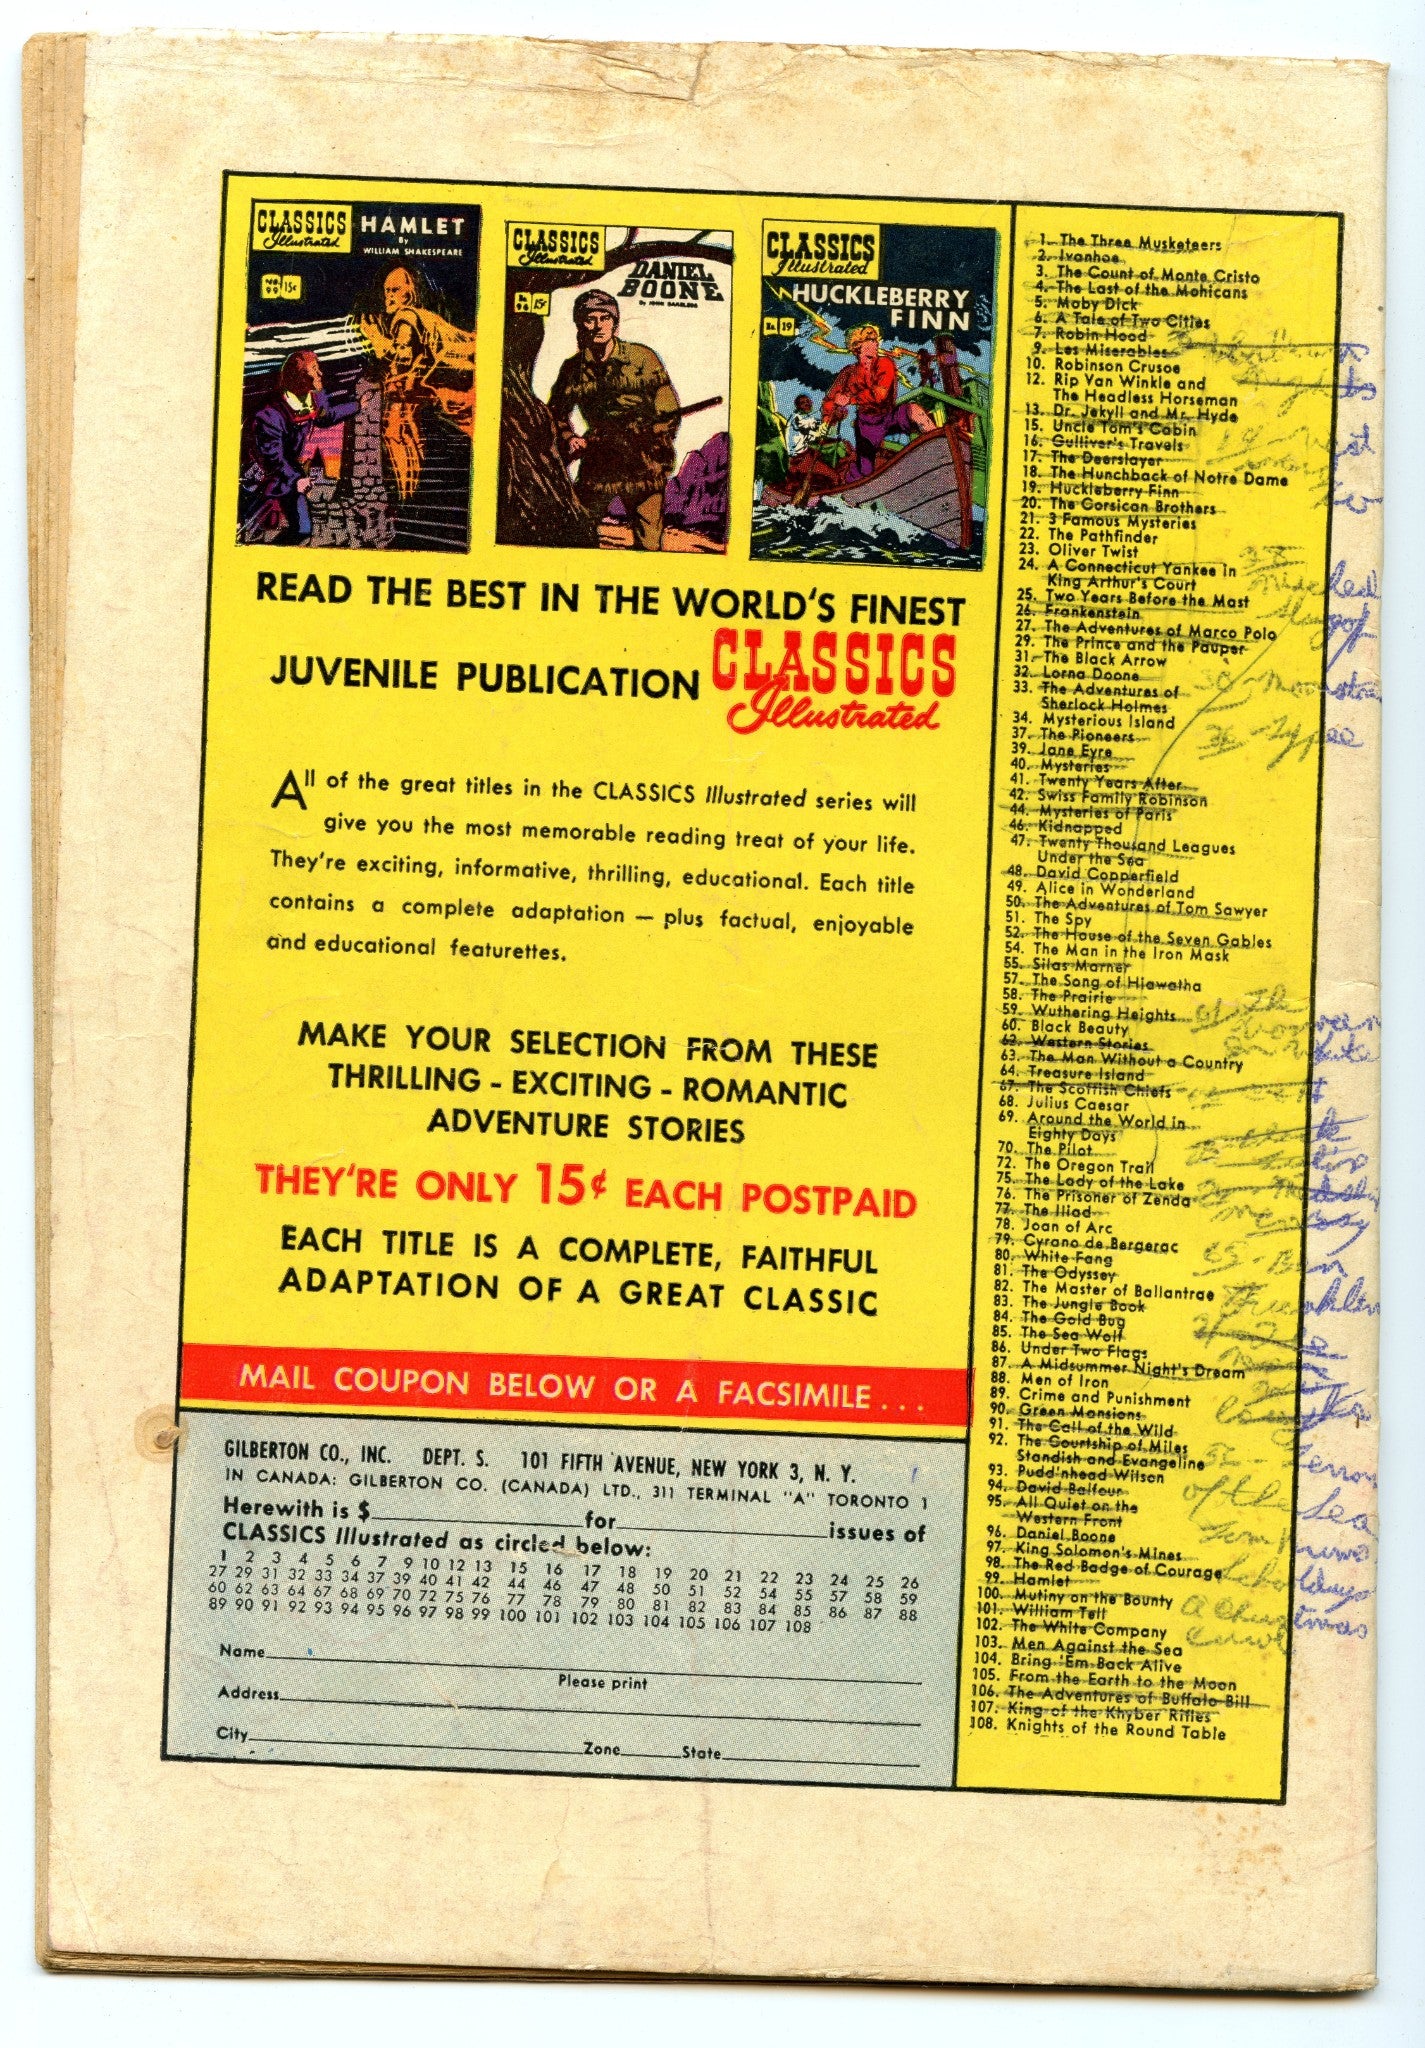 CLASSICS
Illustrated
HAMLET
By
WILLIAM SHAKESPEARE
No. 99 15¢
CLASSICS
Illustrated
DANIEL
BOONE
No. 96 15¢
CLASSICS
Illustrated
HUCKLEBERRY
FINN
No. 19
READ THE BEST IN THE WORLD'S FINEST
JUVENILE PUBLICATION CLASSICS
Illustrated
All of the great titles in the CLASSICS Illustrated series will
give you the most memorable reading treat of your life.
They're exciting, informative, thrilling, educational. Each title
contains a complete adaptation — plus factual, enjoyable
and educational featurettes.
MAKE YOUR SELECTION FROM THESE
THRILLING - EXCITING - ROMANTIC
ADVENTURE STORIES
THEY'RE ONLY 15¢ EACH POSTPAID
EACH TITLE IS A COMPLETE, FAITHFUL
ADAPTATION OF A GREAT CLASSIC
MAIL COUPON BELOW OR A FACSIMILE . . .
GILBERTON CO., INC. DEPT. S. 101 FIFTH AVENUE, NEW YORK 3, N. Y.
IN CANADA: GILBERTON CO. (CANADA) LTD., 311 TERMINAL "A" TORONTO 1
Herewith is $ for issues of
CLASSICS Illustrated as circled below:
1 2 3 4 5 6 7 9 10 12 13 15 16 17 18 19 20 21 22 23 24 25 26
27 29 31 32 33 34 37 39 40 41 42 44 46 47 48 50 51 52 54 55 57 58 59
60 62 63 64 67 68 69 70 72 75 76 77 78 79 80 81 82 83 84 85 86 87 88
89 90 91 92 93 94 95 96 97 98 99 100 101 102 103 104 105 106 107 108
Name
Please print
Address
City Zone State
1. The Three Musketeers
2. Ivanhoe
3. The Count of Monte Cristo
4. The Last of the Mohicans
5. Moby Dick
6. A Tale of Two Cities
7. Robin Hood
9. Les Miserables
10. Robinson Crusoe
12. Rip Van Winkle and
The Headless Horseman
13. Dr. Jekyll and Mr. Hyde
15. Uncle Tom's Cabin
16. Gulliver's Travels
17. The Deerslayer
18. The Hunchback of Notre Dame
19. Huckleberry Finn
20. The Corsican Brothers
21. 3 Famous Mysteries
22. The Pathfinder
23. Oliver Twist
24. A Connecticut Yankee in
King Arthur's Court
25. Two Years Before the Mast
26. Frankenstein
27. The Adventures of Marco Polo
29. The Prince and the Pauper
31. The Black Arrow
32. Lorna Doone
33. The Adventures of
Sherlock Holmes
34. Mysterious Island
37. The Pioneers
39. Jane Eyre
40. Mysteries
41. Twenty Years After
42. Swiss Family Robinson
44. Mysteries of Paris
46. Kidnapped
47. Twenty Thousand Leagues
Under the Sea
48. David Copperfield
49. Alice in Wonderland
50. The Adventures of Tom Sawyer
51. The Spy
52. The House of the Seven Gables
54. The Man in the Iron Mask
55. Silas Marner
57. The Song of Hiawatha
58. The Prairie
59. Wuthering Heights
60. Black Beauty
62. Western Stories
63. The Man Without a Country
64. Treasure Island
67. The Scottish Chiefs
68. Julius Caesar
69. Around the World in
Eighty Days
70. The Pilot
72. The Oregon Trail
75. The Lady of the Lake
76. The Prisoner of Zenda
77. The Iliad
78. Joan of Arc
79. Cyrano de Bergerac
80. White Fang
81. The Odyssey
82. The Master of Ballantrae
83. The Jungle Book
84. The Gold Bug
85. The Sea Wolf
86. Under Two Flags
87. A Midsummer Night's Dream
88. Men of Iron
89. Crime and Punishment
90. Green Mansions
91. The Call of the Wild
92. The Courtship of Miles
Standish and Evangeline
93. Pudd'nhead Wilson
94. David Balfour
95. All Quiet on the
Western Front
96. Daniel Boone
97. King Solomon's Mines
98. The Red Badge of Courage
99. Hamlet
100. Mutiny on the Bounty
101. William Tell
102. The White Company
103. Men Against the Sea
104. Bring 'Em Back Alive
105. From the Earth to the Moon
106. The Adventures of Buffalo Bill
107. King of the Khyber Rifles
108. Knights of the Round Table
36 - Typee
61 The
Woman
in White
65 - Ben
Franklin
of the Sea
A Christmas
Carol